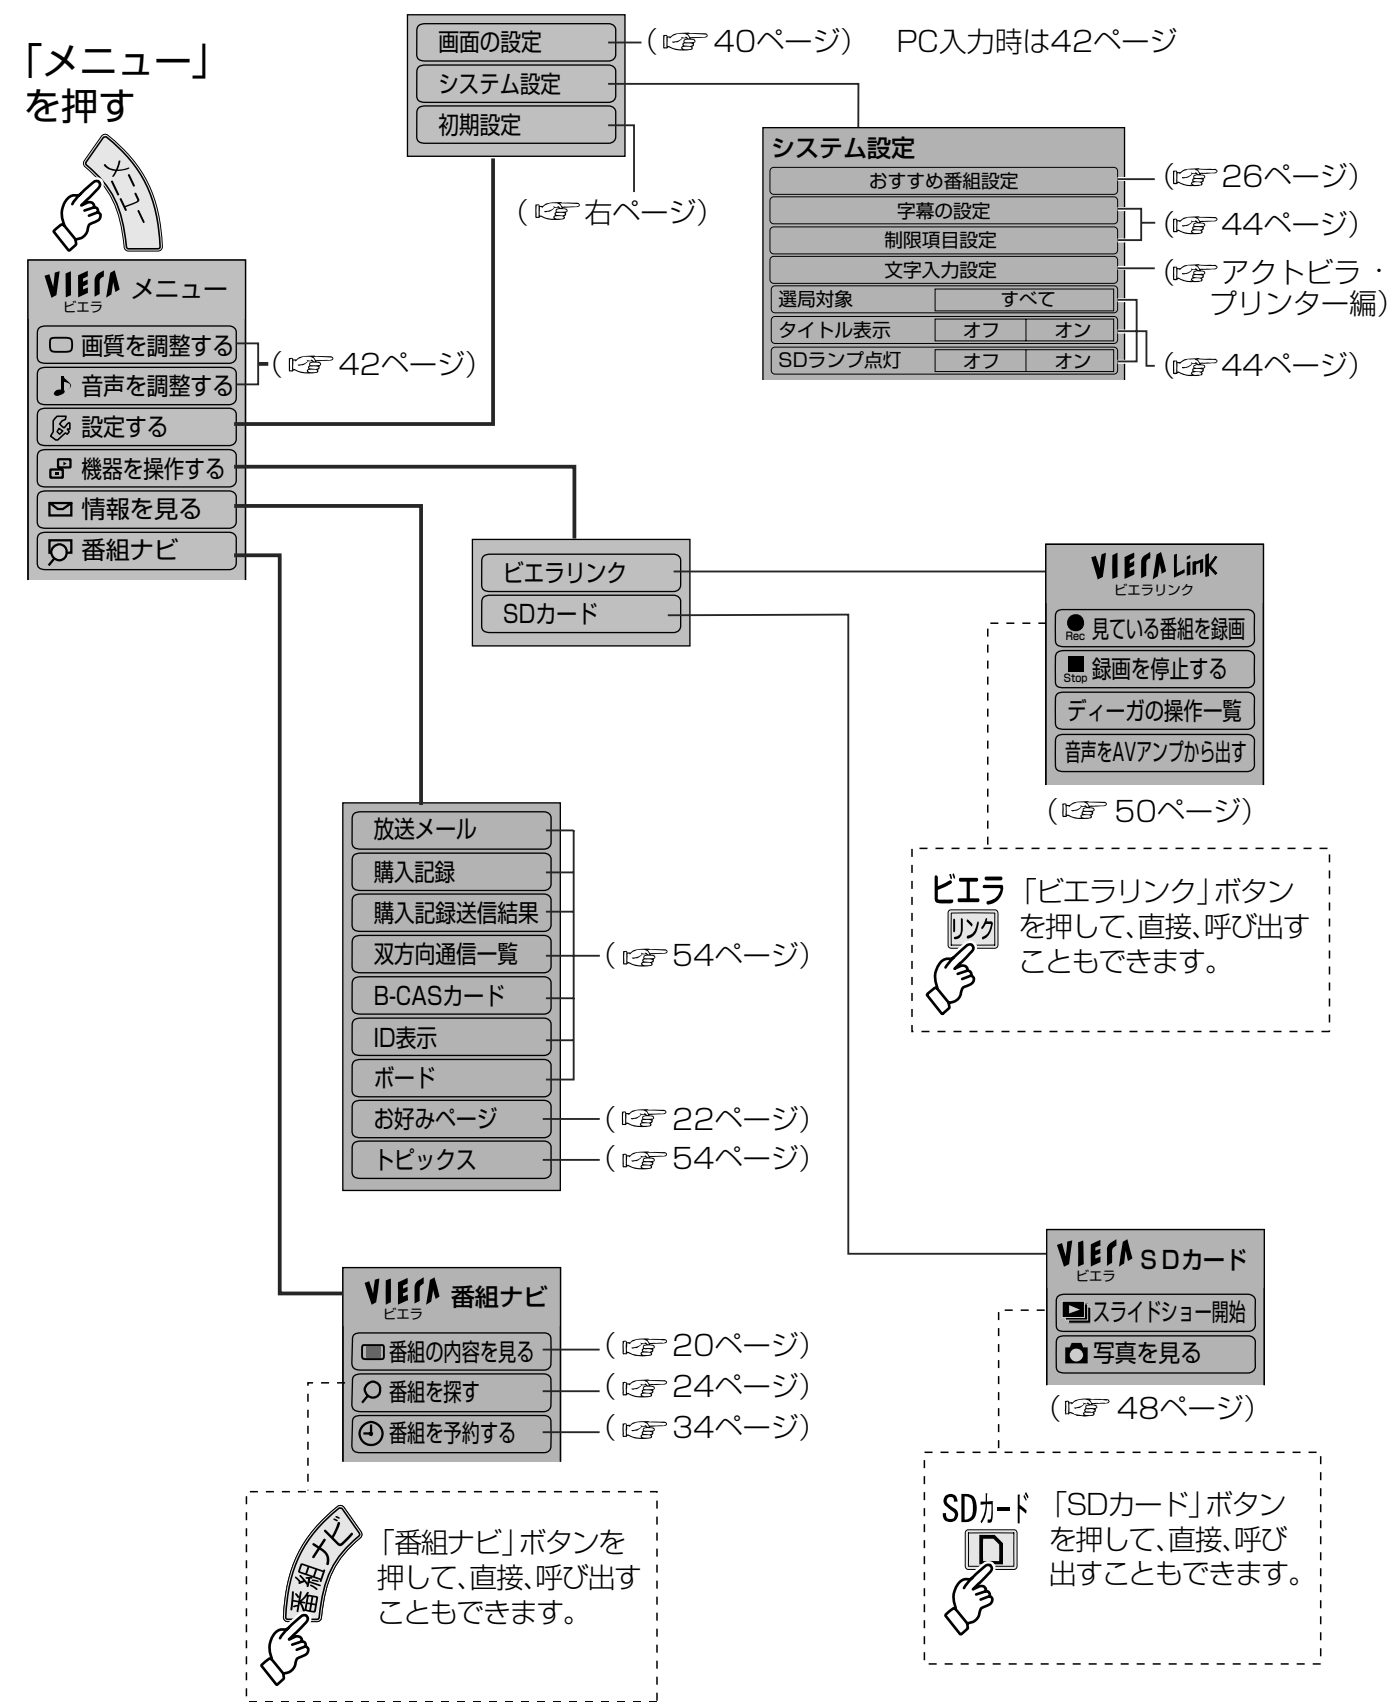 「メニュー」
を押す
メニュー
画面の設定
(☞40ページ) PC入力時は42ページ
システム設定
初期設定
(☞右ページ)
システム設定
おすすめ番組設定
(☞26ページ)
字幕の設定
制限項目設定
(☞44ページ)
文字入力設定
(☞アクトビラ・
プリンター編)
選局対象 すべて
タイトル表示 オフ オン
SDランプ点灯 オフ オン
(☞44ページ)
VIERA メニュー
ビエラ
画質を調整する
音声を調整する
(☞42ページ)
設定する
機器を操作する
情報を見る
番組ナビ
ビエラリンク
SDカード
VIERA Link
ビエラリンク
Rec 見ている番組を録画
Stop 録画を停止する
ディーガの操作一覧
音声をAVアンプから出す
(☞50ページ)
ビエラ
リンク
「ビエラリンク」ボタン
を押して、直接、呼び出す
こともできます。
放送メール
購入記録
購入記録送信結果
双方向通信一覧
(☞54ページ)
B-CASカード
ID表示
ボード
お好みページ
(☞22ページ)
トピックス
(☞54ページ)
VIERA 番組ナビ
ビエラ
番組の内容を見る
(☞20ページ)
番組を探す
(☞24ページ)
番組を予約する
(☞34ページ)
番組ナビ
「番組ナビ」ボタンを
押して、直接、呼び出す
こともできます。
VIERA SDカード
ビエラ
スライドショー開始
写真を見る
(☞48ページ)
SDカード
「SDカード」ボタン
を押して、直接、呼び
出すこともできます。